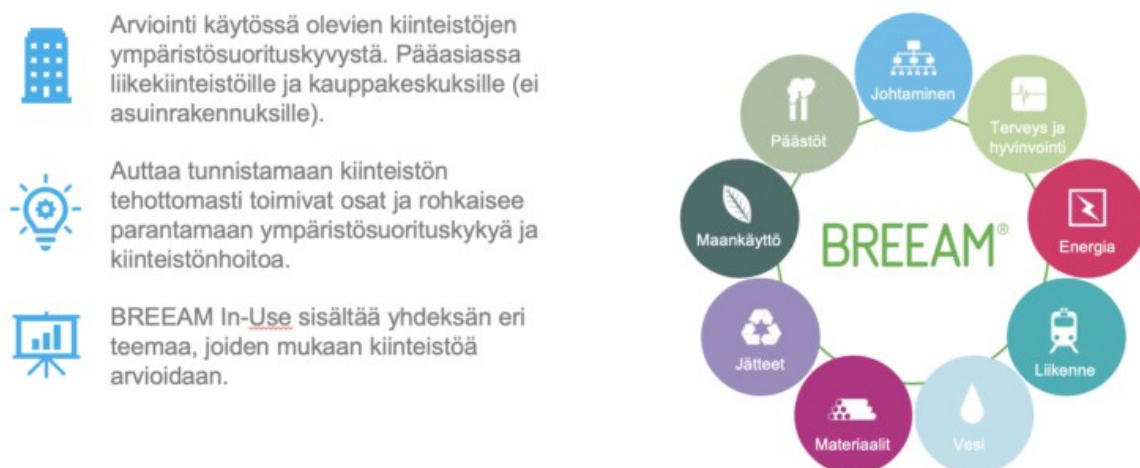 Arviointi käytössä olevien kiinteistöjen
ympäristösuorituskyvystä. Pääasiassa
liikekiinteistöille ja kauppakeskuksille (ei
asuinrakennuksille).
Auttaa tunnistamaan kiinteistön
tehottomasti toimivat osat ja rohkaisee
parantamaan ympäristösuorituskykyä ja
kiinteistönhoitoa.
BREEAM In-Use sisältää yhdeksän eri
teemaa, joiden mukaan kiinteistöä
arvioidaan.
Johtaminen
Terveys ja
hyvinvointi
Energia
Liikenne
Vesi
Materiaalit
Jätteet
Maankäyttö
Päästöt
BREEAM®